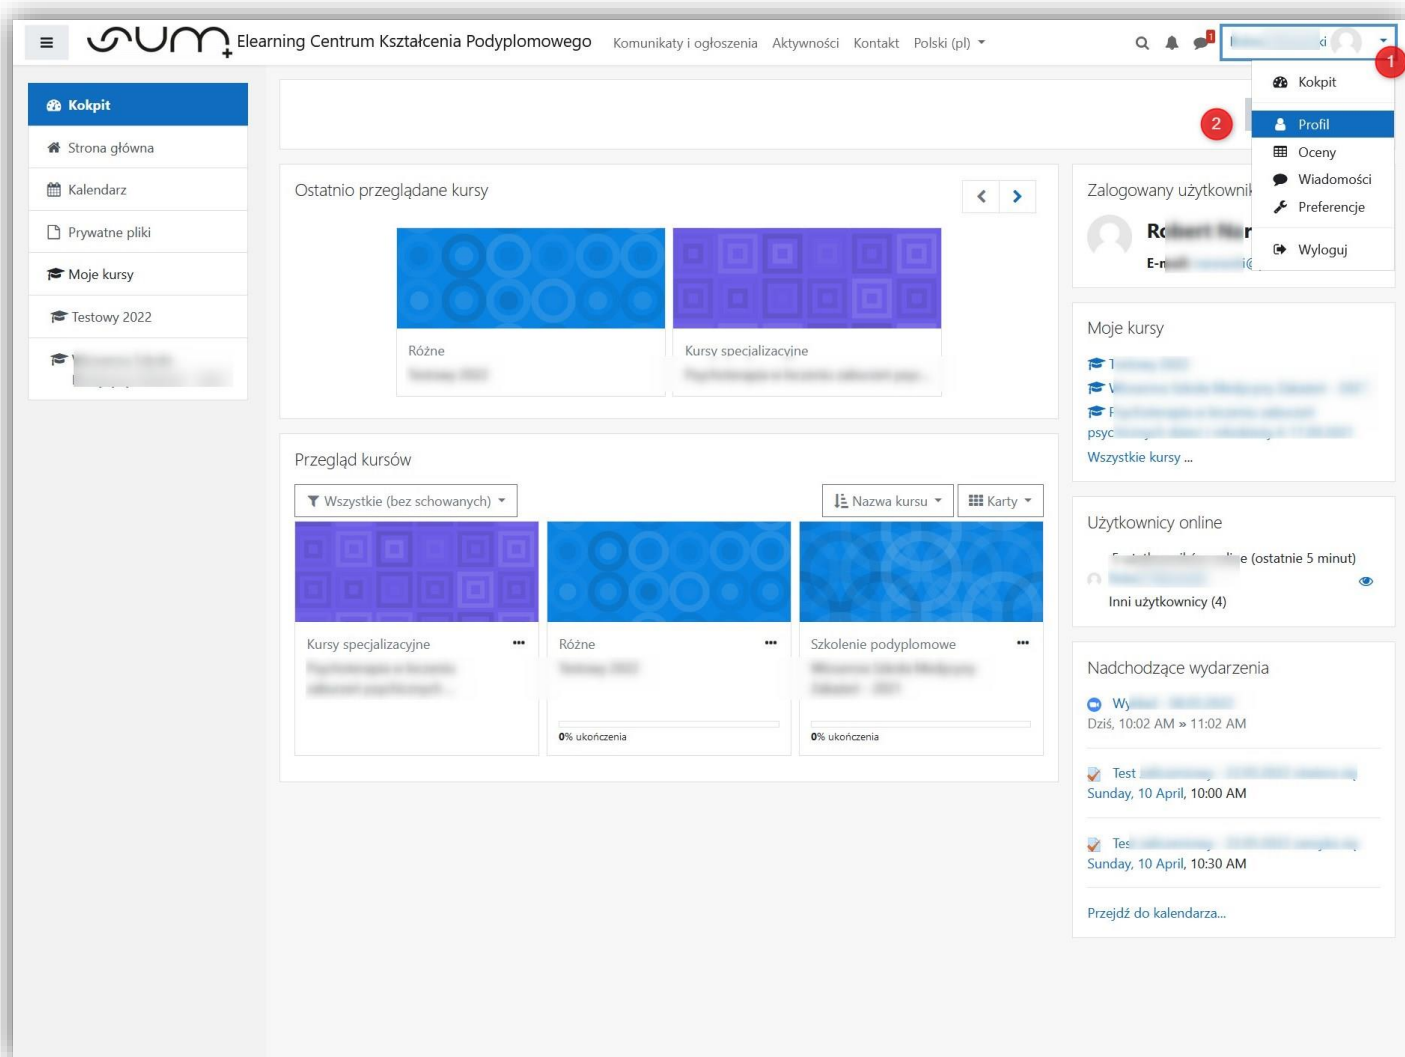 SUM Elearning Centrum Kształcenia Podyplomowego Komunikaty i ogłoszenia Aktywności Kontakt Polski (pl) 1
1
Kokpit
2
Profil
Oceny
Wiadomości
Preferencje
Wyloguj
Kokpit
Strona główna
Kalendarz
Prywatne pliki
Moje kursy
Testowy 2022
Ostatnio przeglądane kursy
Różne
Kursy specjalizacyjne
Przegląd kursów
Wszystkie (bez schowanych) Nazwa kursu Karty
Kursy specjalizacyjne
Różne
0% ukończenia
Szkolenie podyplomowe
0% ukończenia
Zalogowany użytkownik
Moje kursy
Wszystkie kursy ...
Użytkownicy online
(ostatnie 5 minut)
Inni użytkownicy (4)
Nadchodzące wydarzenia
Dziś, 10:02 AM » 11:02 AM
Test
Sunday, 10 April, 10:00 AM
Sunday, 10 April, 10:30 AM
Przejdź do kalendarza...